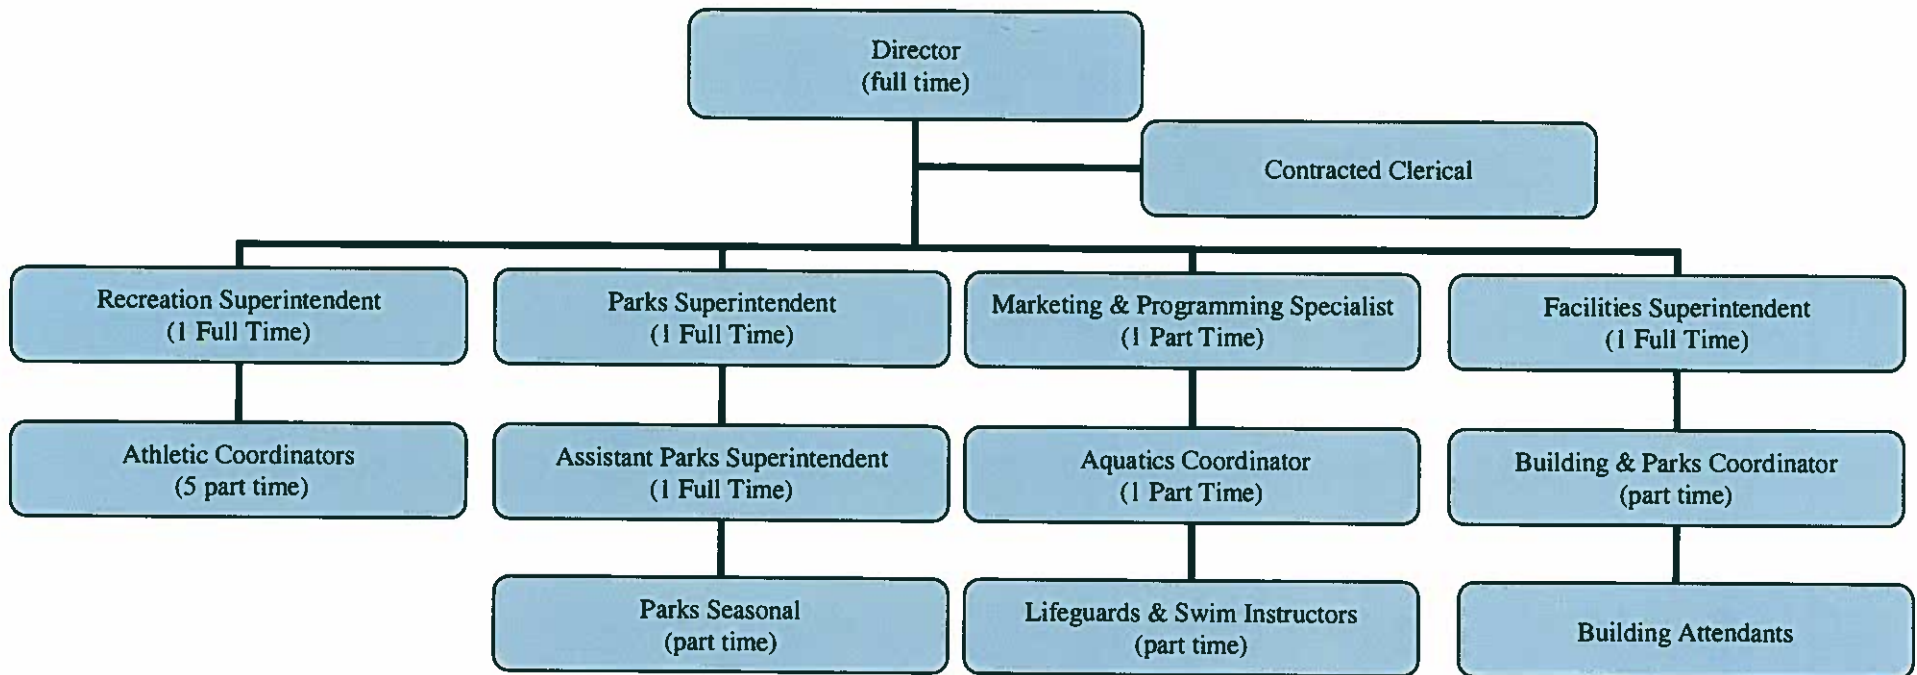 Director
(full time)
Contracted Clerical
Recreation Superintendent
(1 Full Time)
Parks Superintendent
(1 Full Time)
Marketing & Programming Specialist
(1 Part Time)
Facilities Superintendent
(1 Full Time)
Athletic Coordinators
(5 part time)
Assistant Parks Superintendent
(1 Full Time)
Aquatics Coordinator
(1 Part Time)
Building & Parks Coordinator
(part time)
Parks Seasonal
(part time)
Lifeguards & Swim Instructors
(part time)
Building Attendants